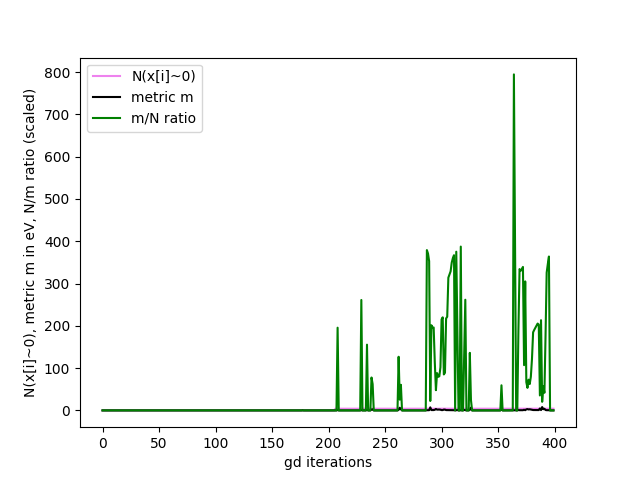 N(x[i]~0)
metric m
m/N ratio
N(x[i]~0), metric m in eV, N/m ratio (scaled)
800
700
600
500
400
300
200
100
0
0 50 100 150 200 250 300 350 400
gd iterations